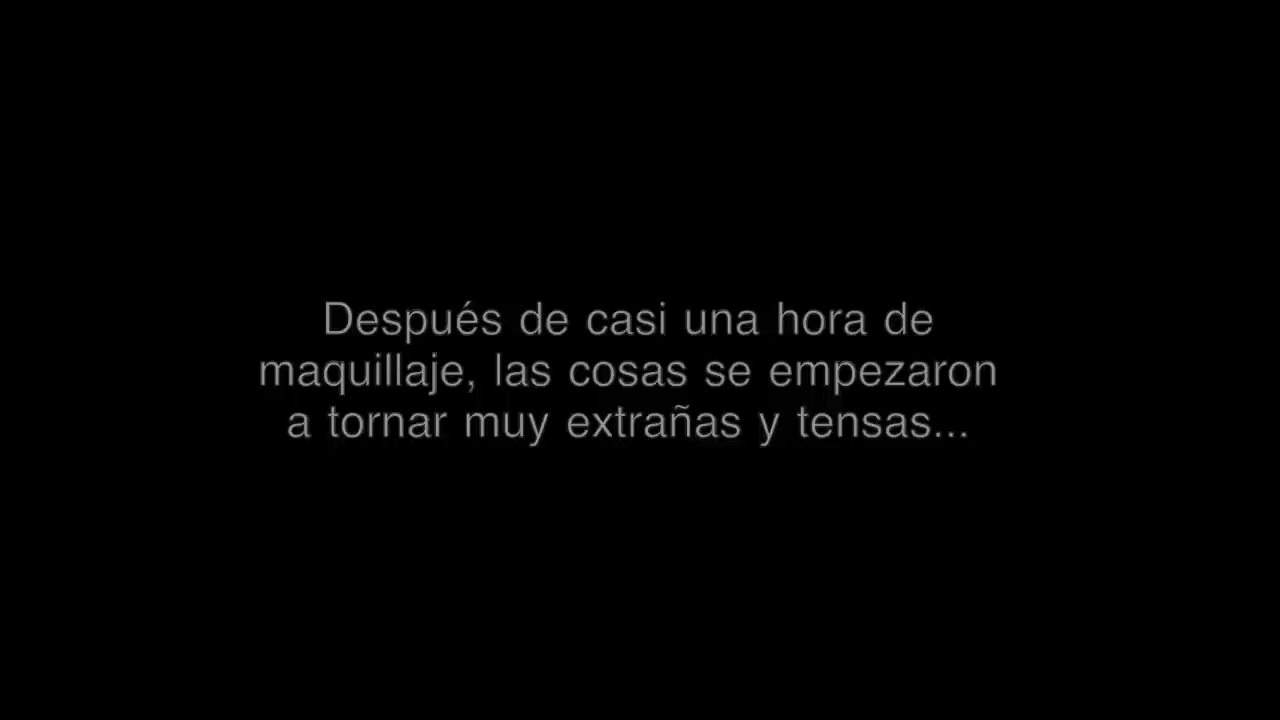 Después de casi una hora de
maquillaje, las cosas se empezaron
a tornar muy extrañas y tensas...